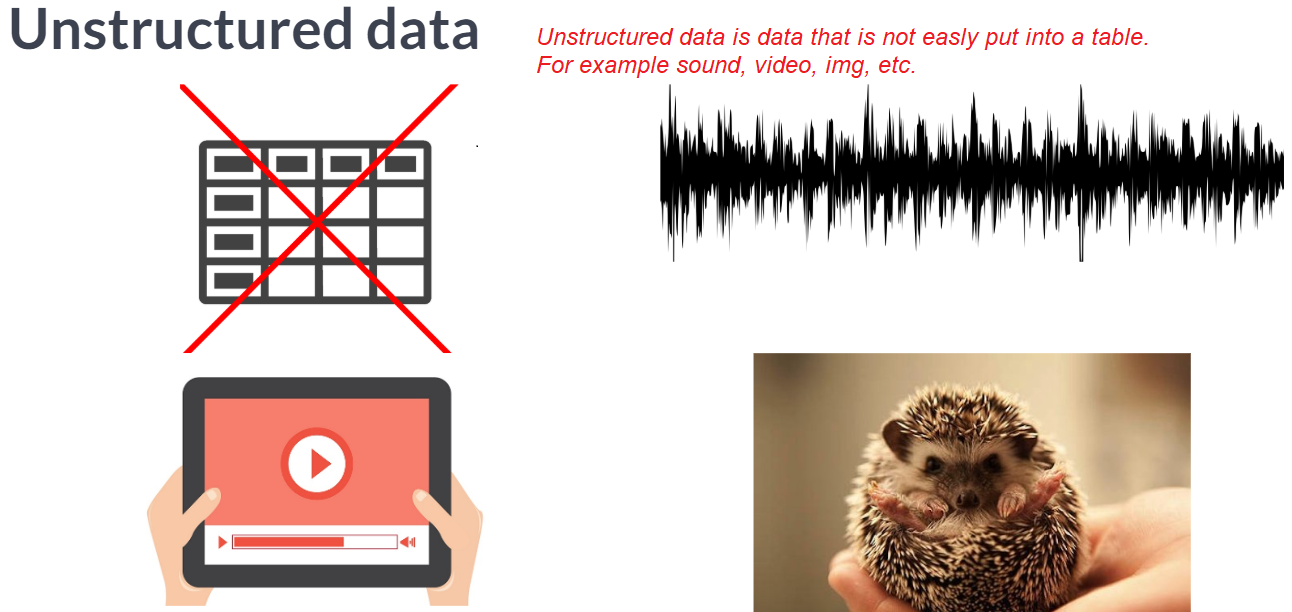 Unstructured data
Unstructured data is data that is not easly put into a table.
For example sound, video, img, etc.